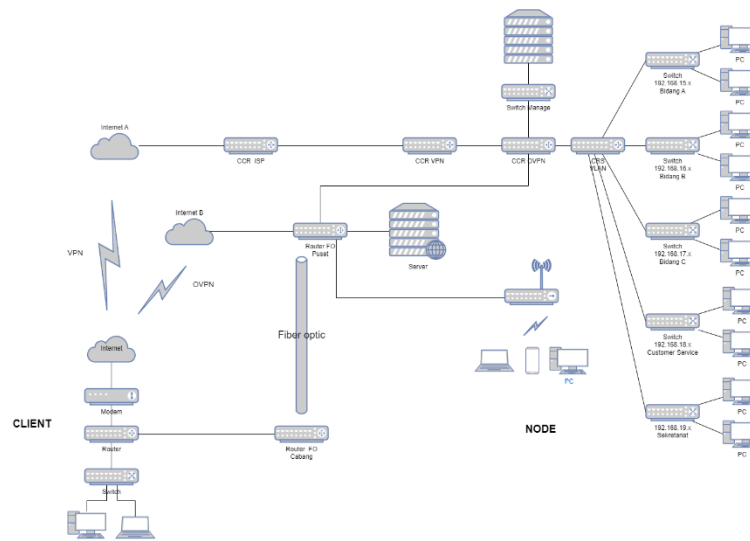 Switch Manage
Switch
192.168.15.x
Bidang A
PC
PC
Internet A
CCR ISP
CCR VPN
CCR OVPN
CRS
VLAN
Switch
192.168.16.x
Bidang B
PC
PC
Internet B
Router FO
Pusat
Server
Switch
192.168.17.x
Bidang C
PC
PC
VPN
OVPN
Fiber optic
Internet
PC
Switch
192.168.18.x
Customer Service
PC
PC
Modem
CLIENT
Router
Router FO
Cabang
NODE
Switch
192.168.19.x
Sekretariat
PC
PC
Switch